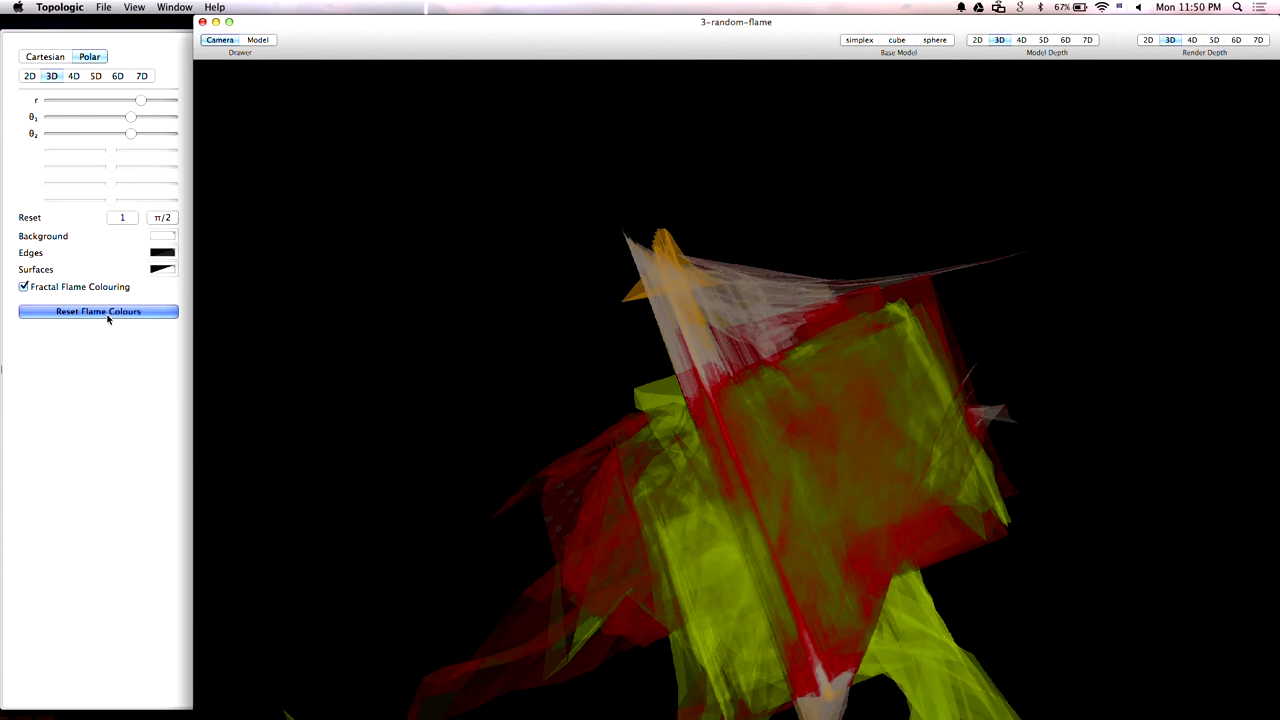 Topologic File View Window Help
67% Mon 11:50 PM
3-random-flame
Camera Model
Drawer
simplex cube sphere
Base Model
2D 3D 4D 5D 6D 7D
Model Depth
2D 3D 4D 5D 6D 7D
Render Depth
Cartesian Polar
2D 3D 4D 5D 6D 7D
r
θ₁
θ₂
Reset 1 π/2
Background
Edges
Surfaces
Fractal Flame Colouring
Reset Flame Colours